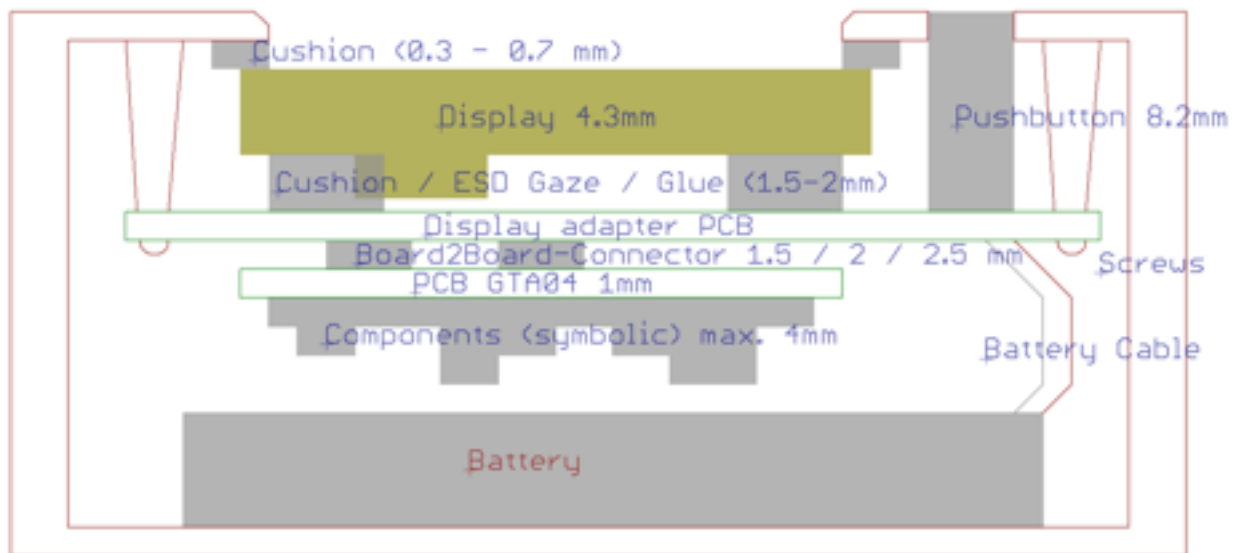 Cushion (0.3 - 0.7 mm)
Display 4.3mm
Pushbutton 8.2mm
Cushion / ESD Gaze / Glue (1.5-2mm)
Display adapter PCB
Board2Board-Connector 1.5 / 2 / 2.5 mm
Screws
PCB GTA04 1mm
Components (symbolic) max. 4mm
Battery Cable
Battery